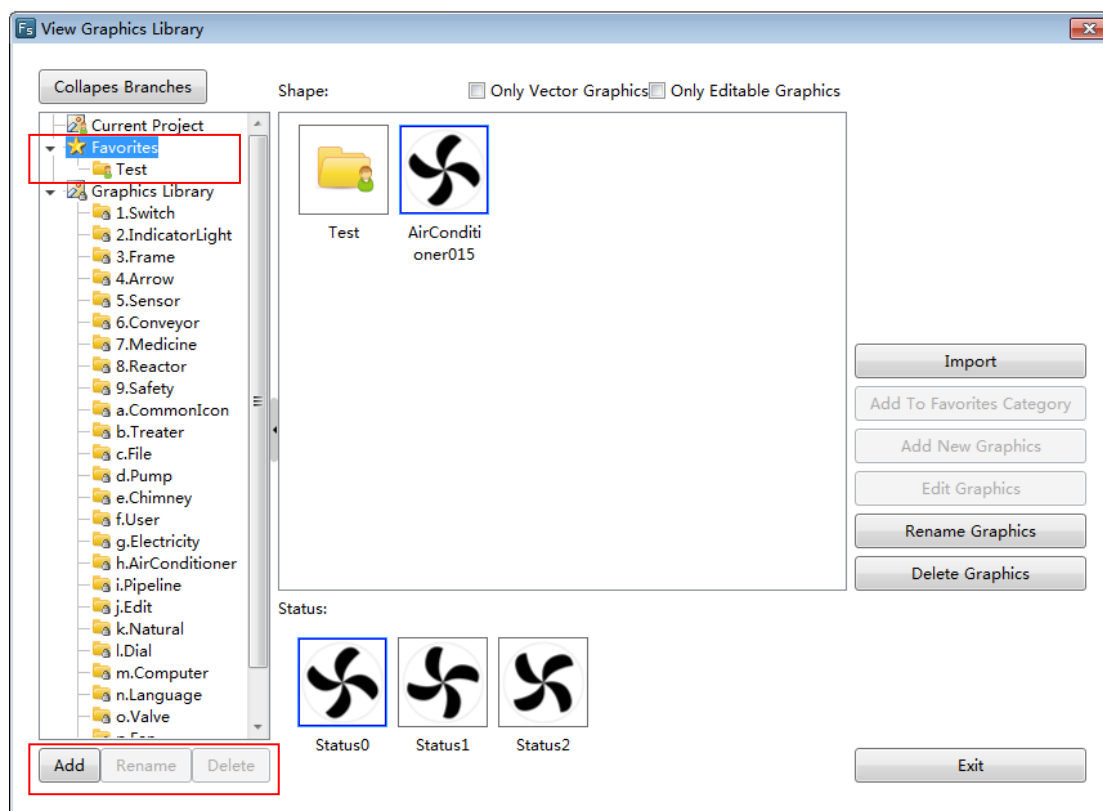 Fs View Graphics Library
Collapes Branches
Shape:
Only Vector Graphics
Only Editable Graphics
Current Project
Favorites
Test
Graphics Library
1.Switch
2.IndicatorLight
3.Frame
4.Arrow
5.Sensor
6.Conveyor
7.Medicine
8.Reactor
9.Safety
a.CommonIcon
b.Treater
c.File
d.Pump
e.Chimney
f.User
g.Electricity
h.AirConditioner
i.Pipeline
j.Edit
k.Natural
l.Dial
m.Computer
n.Language
o.Valve
Add
Rename
Delete
Test
AirConditi
oner015
Status:
Status0
Status1
Status2
Import
Add To Favorites Category
Add New Graphics
Edit Graphics
Rename Graphics
Delete Graphics
Exit